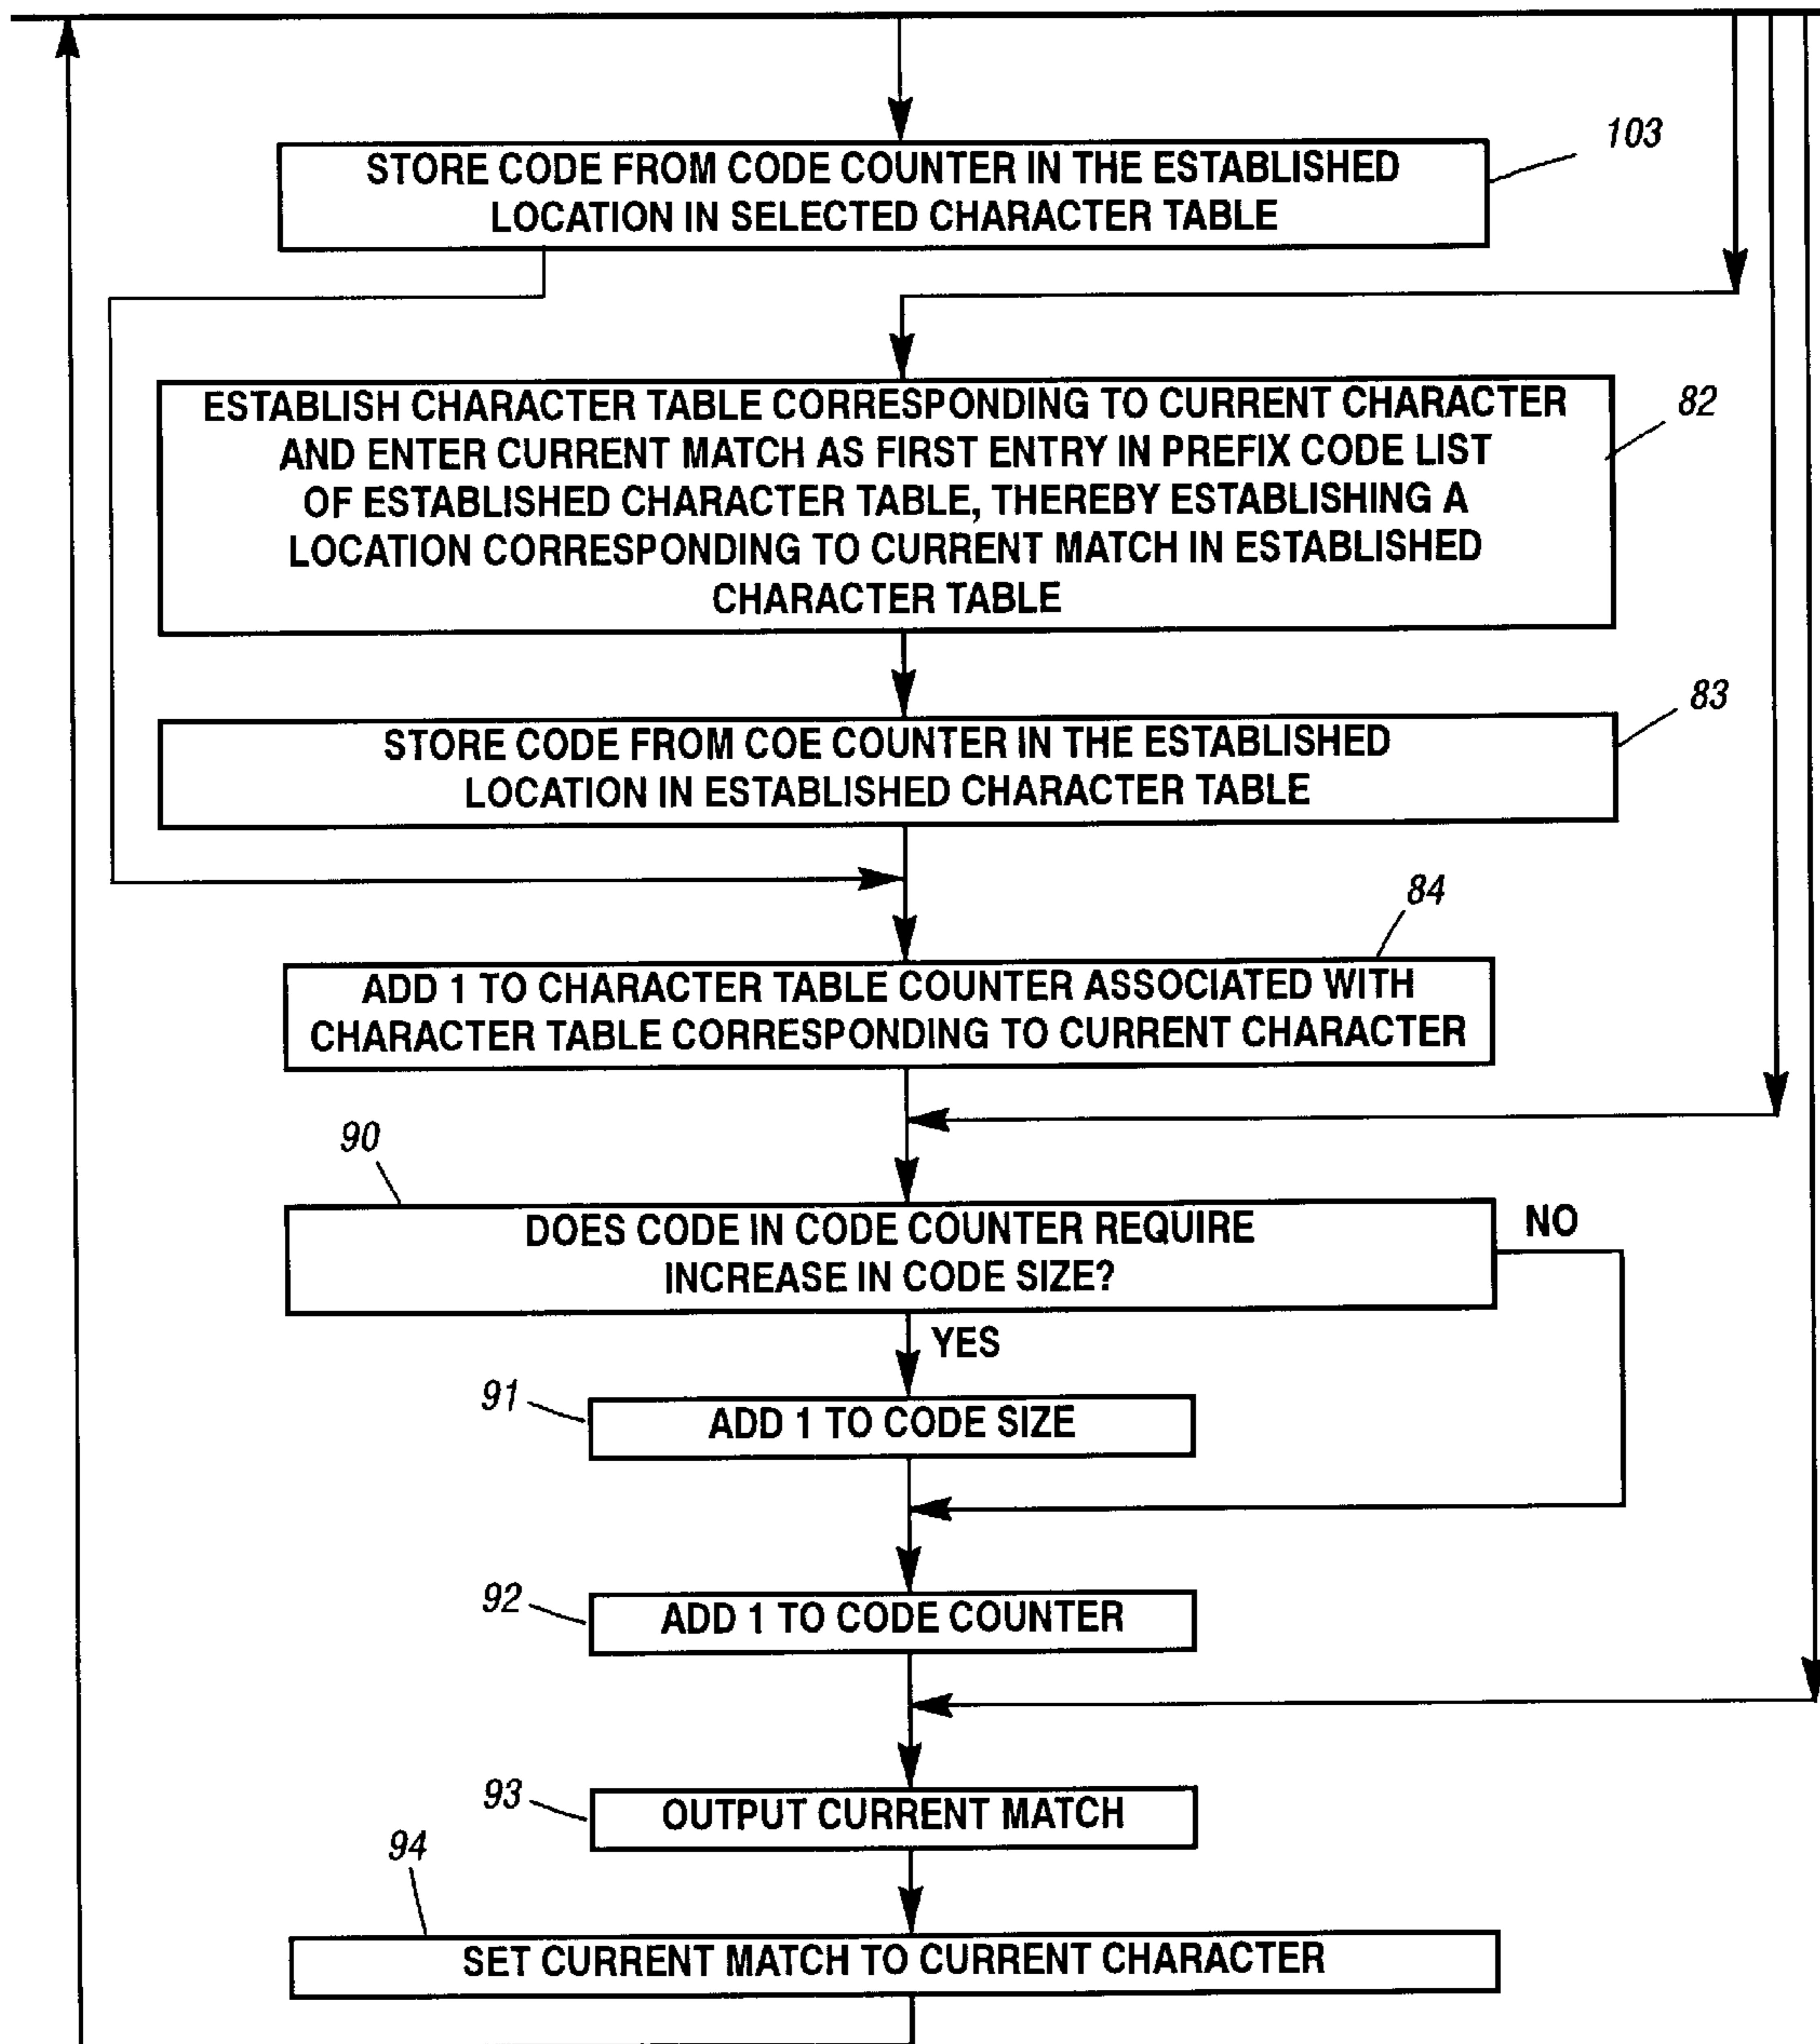 103
STORE CODE FROM CODE COUNTER IN THE ESTABLISHED
LOCATION IN SELECTED CHARACTER TABLE
82
ESTABLISH CHARACTER TABLE CORRESPONDING TO CURRENT CHARACTER
AND ENTER CURRENT MATCH AS FIRST ENTRY IN PREFIX CODE LIST
OF ESTABLISHED CHARACTER TABLE, THEREBY ESTABLISHING A
LOCATION CORRESPONDING TO CURRENT MATCH IN ESTABLISHED
CHARACTER TABLE
83
STORE CODE FROM COE COUNTER IN THE ESTABLISHED
LOCATION IN ESTABLISHED CHARACTER TABLE
84
ADD 1 TO CHARACTER TABLE COUNTER ASSOCIATED WITH
CHARACTER TABLE CORRESPONDING TO CURRENT CHARACTER
90
DOES CODE IN CODE COUNTER REQUIRE
INCREASE IN CODE SIZE?
NO
YES
91
ADD 1 TO CODE SIZE
92
ADD 1 TO CODE COUNTER
93
OUTPUT CURRENT MATCH
94
SET CURRENT MATCH TO CURRENT CHARACTER